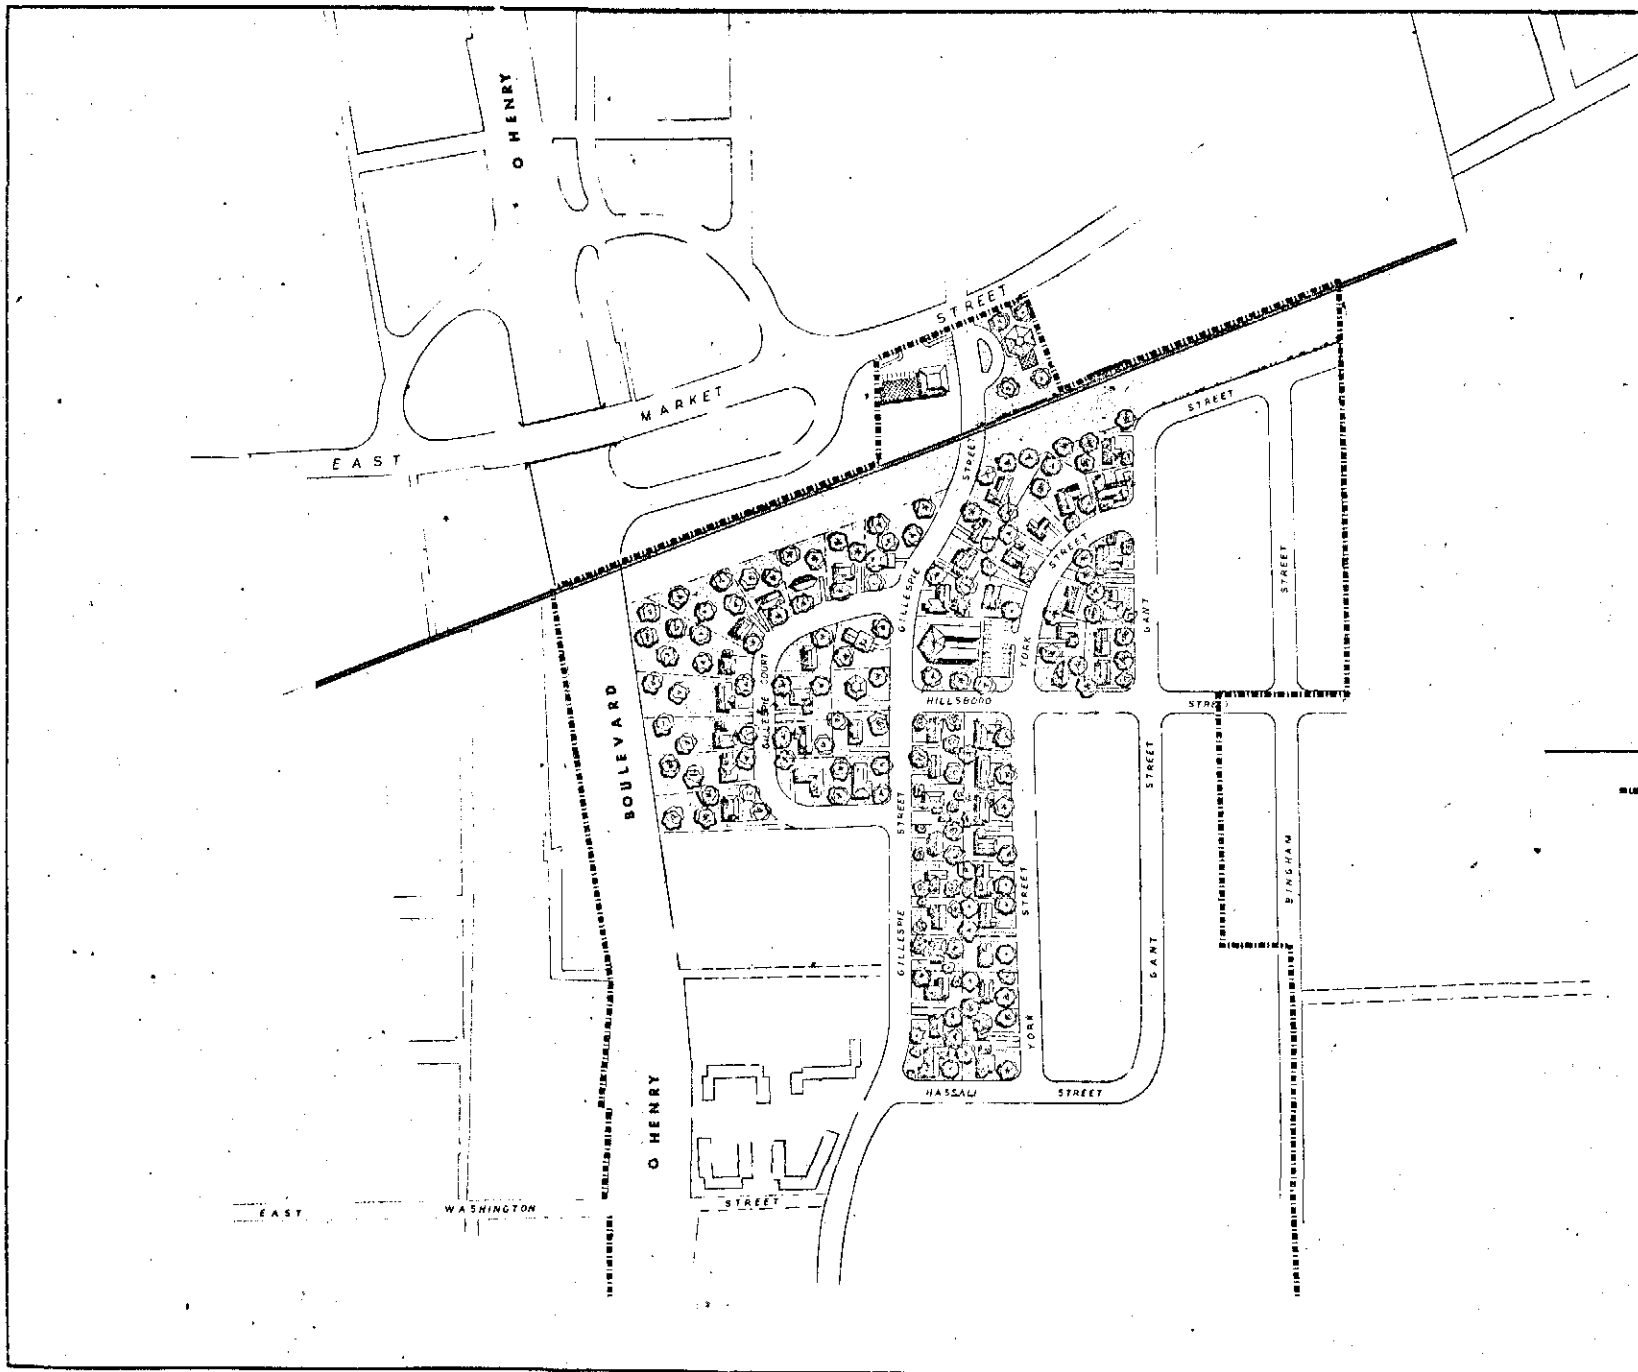 O HENRY
STREET
MARKET
EAST
STREET
STREET
STREET
STREET
GILLESPIE
GANT
YORK
GILLESPIE COURT
HILLSBORO
STREET
BOULEVARD
STREET
STREET
BINGHAM
STREET
GILLESPIE
GANT
YORK
O HENRY
HASSALL
STREET
EAST
WASHINGTON
STREET